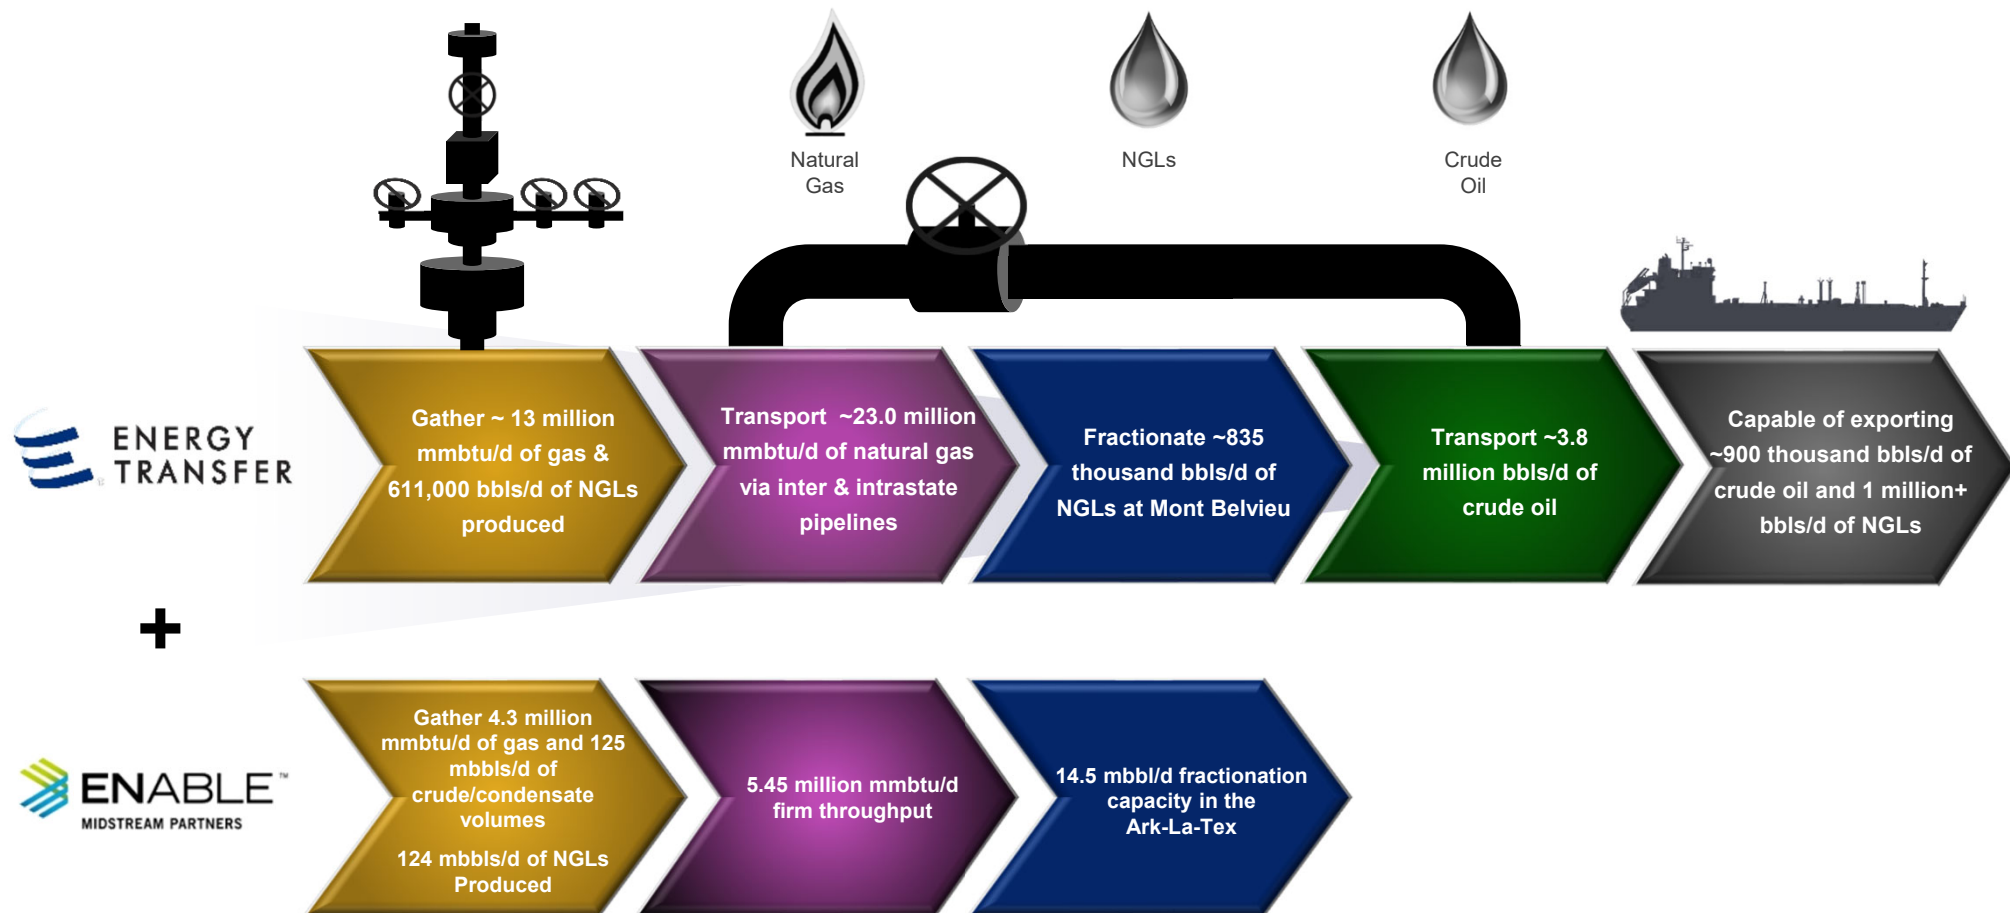 Natural
Gas
NGLs
Crude
Oil
ENERGY
TRANSFER
Gather ~ 13 million
mmbtu/d of gas &
611,000 bbls/d of NGLs
produced
Transport  ~23.0 million
mmbtu/d of natural gas
via inter & intrastate
pipelines
Fractionate ~835
thousand bbls/d of
NGLs at Mont Belvieu
Transport ~3.8
million bbls/d of
crude oil
Capable of exporting
~900 thousand bbls/d of
crude oil and 1 million+
bbls/d of NGLs
+
ENABLE™
MIDSTREAM PARTNERS
Gather 4.3 million
mmbtu/d of gas and 125
mbbls/d of
crude/condensate
volumes
124 mbbls/d of NGLs
Produced
5.45 million mmbtu/d
firm throughput
14.5 mbbl/d fractionation
capacity in the
Ark-La-Tex